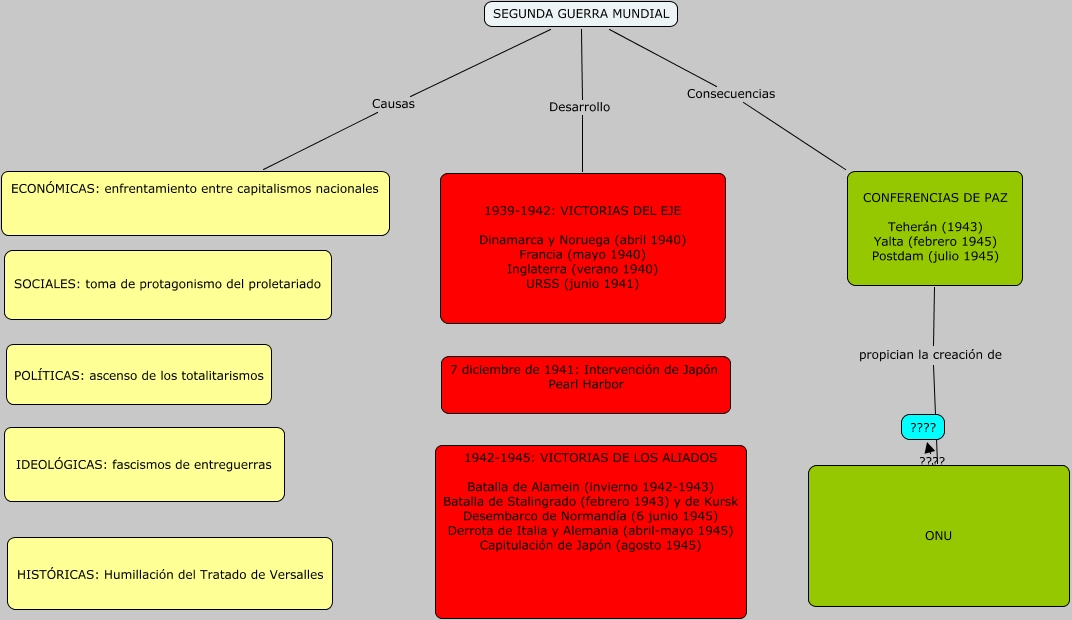 SEGUNDA GUERRA MUNDIAL
Causas
Desarrollo
Consecuencias
ECONÓMICAS: enfrentamiento entre capitalismos nacionales
SOCIALES: toma de protagonismo del proletariado
POLÍTICAS: ascenso de los totalitarismos
IDEOLÓGICAS: fascismos de entreguerras
HISTÓRICAS: Humillación del Tratado de Versalles
1939-1942: VICTORIAS DEL EJE
Dinamarca y Noruega (abril 1940)
Francia (mayo 1940)
Inglaterra (verano 1940)
URSS (junio 1941)
7 diciembre de 1941: Intervención de Japón
Pearl Harbor
1942-1945: VICTORIAS DE LOS ALIADOS
Batalla de Alamein (invierno 1942-1943)
Batalla de Stalingrado (febrero 1943) y de Kursk
Desembarco de Normandía (6 junio 1945)
Derrota de Italia y Alemania (abril-mayo 1945)
Capitulación de Japón (agosto 1945)
CONFERENCIAS DE PAZ
Teherán (1943)
Yalta (febrero 1945)
Postdam (julio 1945)
propician la creación de
????
????
ONU